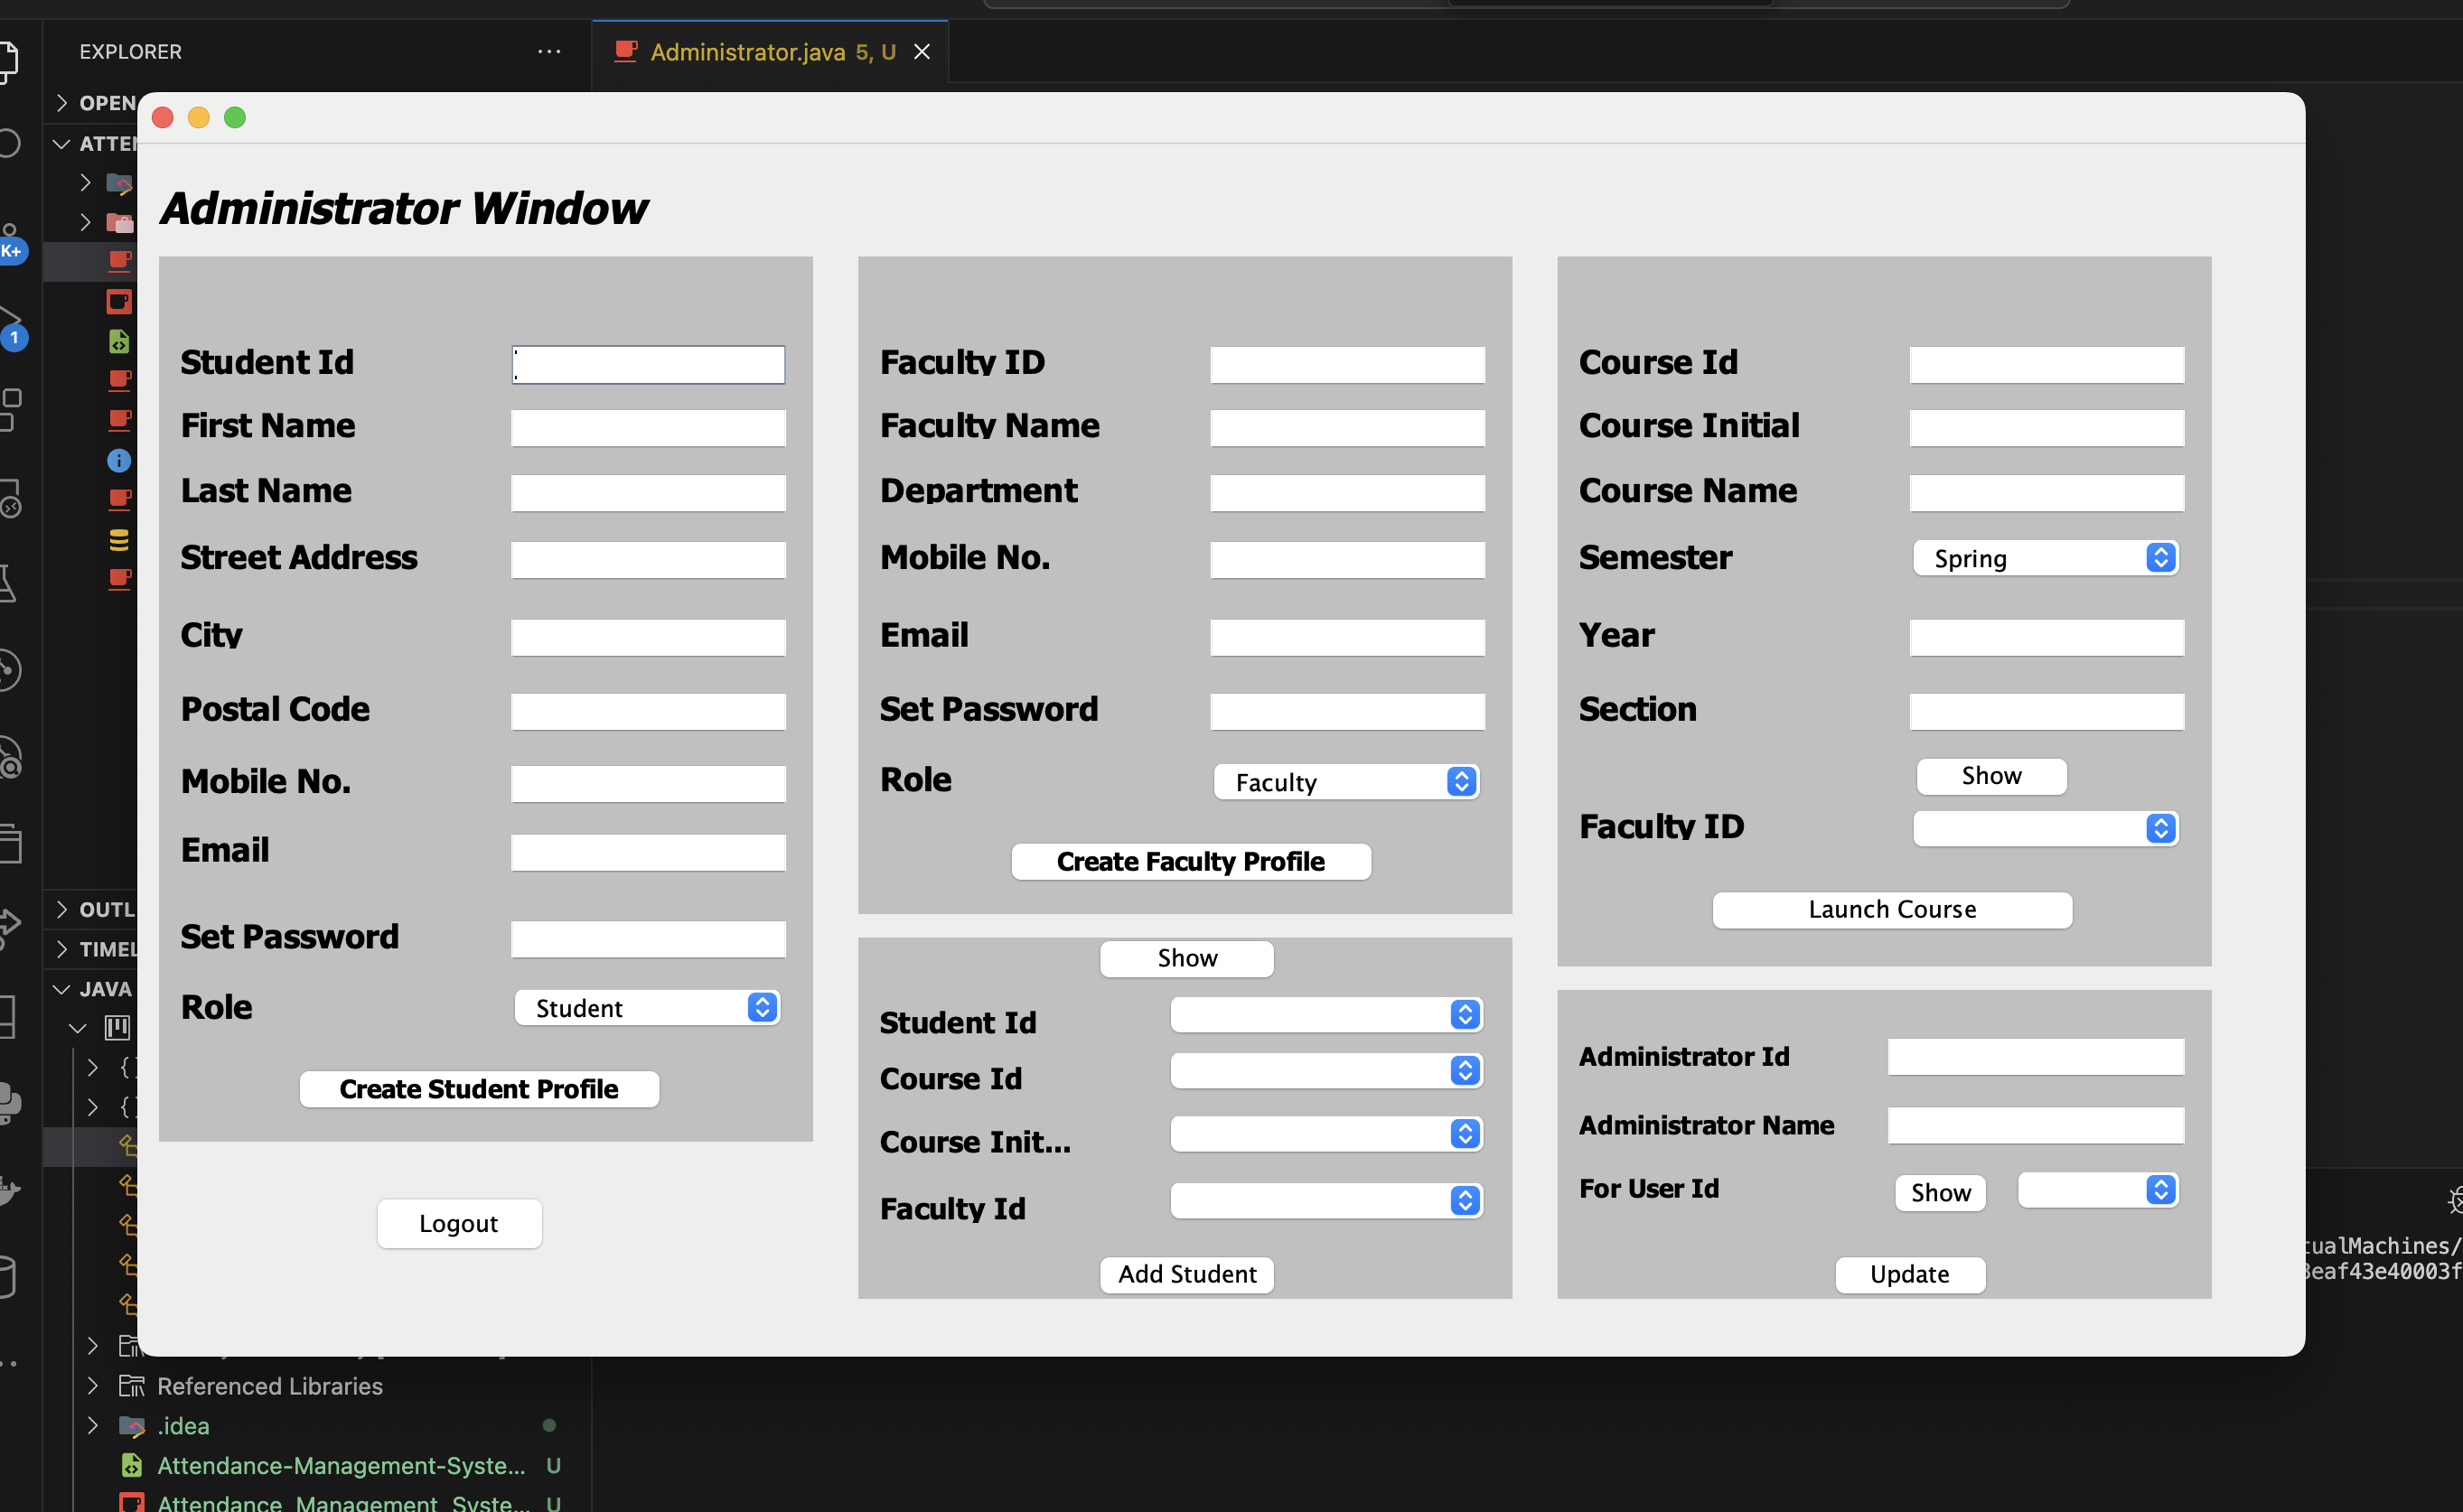 EXPLORER
Administrator.java 5, U
OPEN
ATTE
K+
1
Administrator Window
Student Id
First Name
Last Name
Street Address
City
Postal Code
Mobile No.
Email
Set Password
Role
Student
Create Student Profile
Logout
Faculty ID
Faculty Name
Department
Mobile No.
Email
Set Password
Role
Faculty
Create Faculty Profile
Show
Student Id
Course Id
Course Init...
Faculty Id
Add Student
Course Id
Course Initial
Course Name
Semester
Spring
Year
Section
Show
Faculty ID
Launch Course
Administrator Id
Administrator Name
For User Id
Show
Update
OUTL
TIMEL
JAVA
tualMachines/
3eaf43e40003f
Referenced Libraries
.idea
Attendance-Management-Syste... U
Attendance_Management_Syste... U